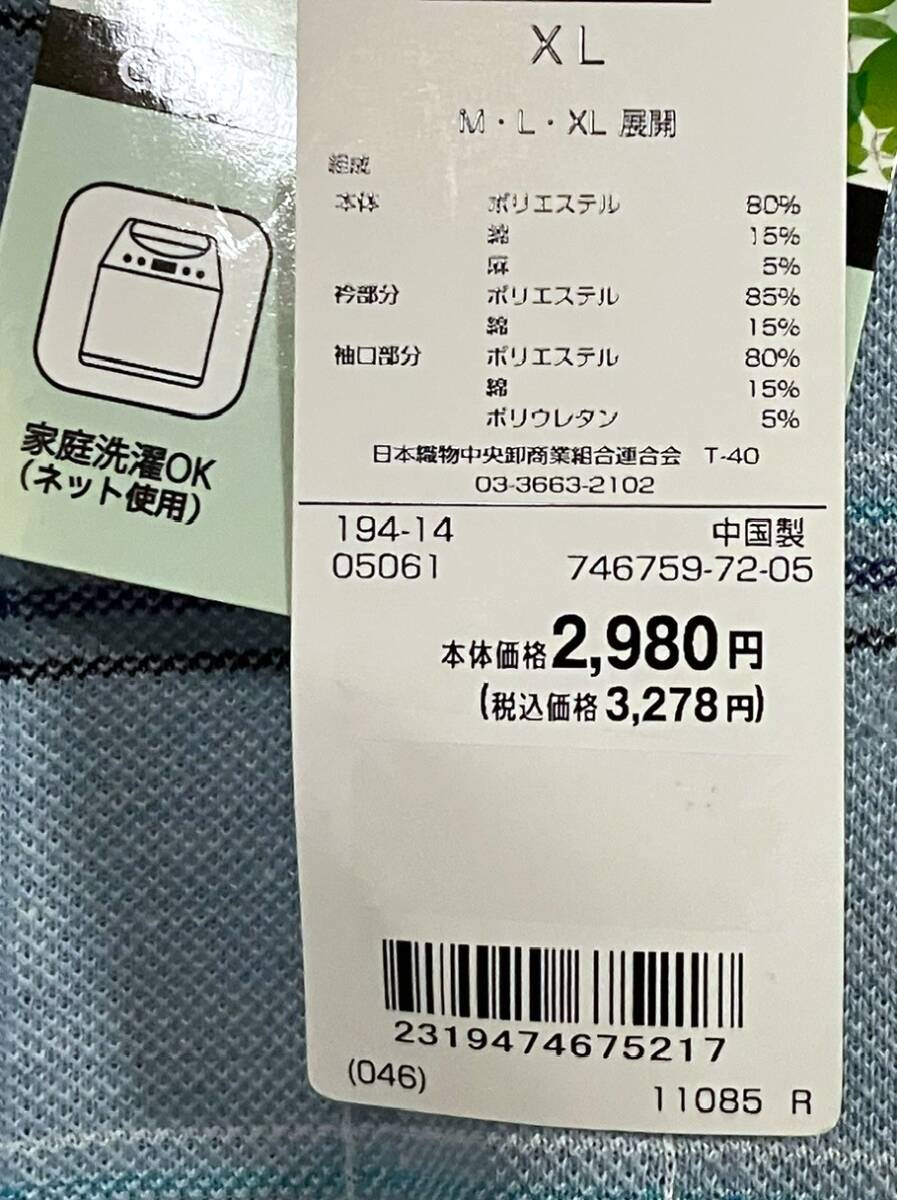 XL
M・L・XL 展開
組成
本体 ポリエステル 80%
綿 15%
麻 5%
衿部分 ポリエステル 85%
綿 15%
袖口部分 ポリエステル 80%
綿 15%
ポリウレタン 5%
日本織物中央卸商業組合連合会 T-40
03-3663-2102
194-14 中国製
05061 746759-72-05
本体価格2,980円
(税込価格3,278円)
2319474675217
(046)
11085 R
家庭洗濯OK
(ネット使用)